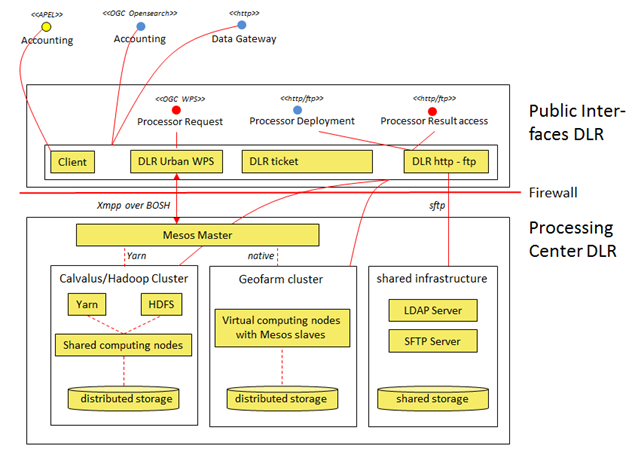 <<APEL>>
Accounting
<<OGC Opensearch>>
Accounting
<<http>>
Data Gateway
<<OGC WPS>>
Processor Request
<<http/ftp>>
Processor Deployment
<<http/ftp>>
Processor Result access
Public Inter-
faces DLR
Client
DLR Urban WPS
DLR ticket
DLR http - ftp
Firewall
Xmpp over BOSH
sftp
Processing
Center DLR
Mesos Master
Yarn
native
Calvalus/Hadoop Cluster
Yarn
HDFS
Shared computing nodes
distributed storage
Geofarm cluster
Virtual computing nodes
with Mesos slaves
distributed storage
shared infrastructure
LDAP Server
SFTP Server
shared storage